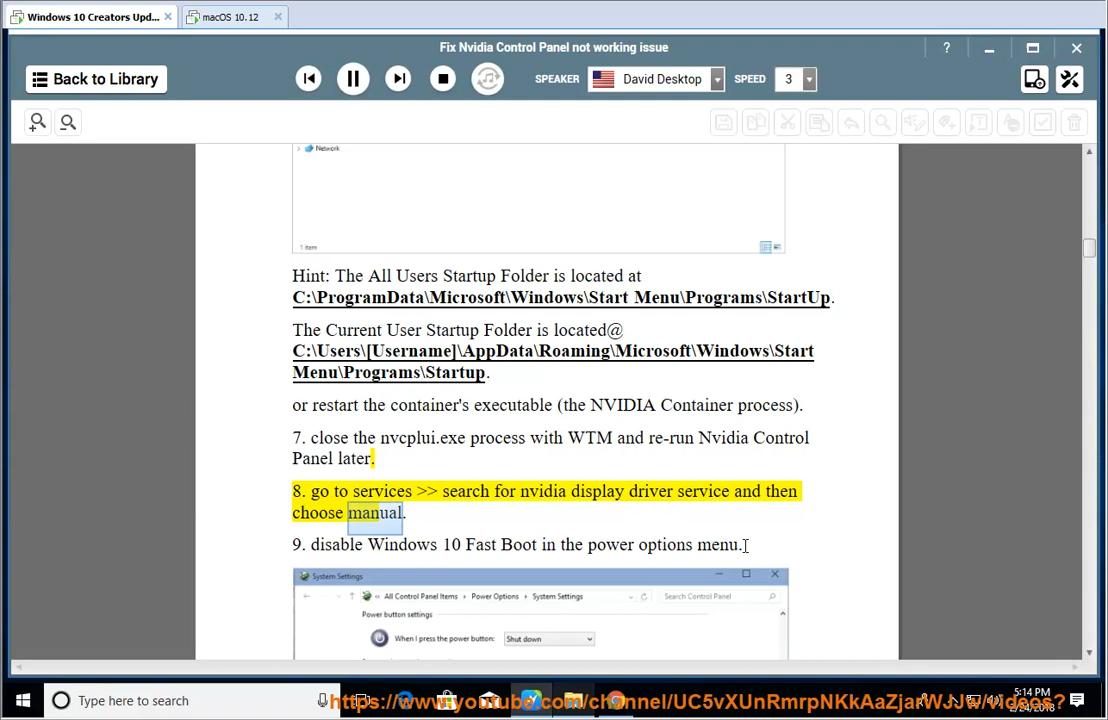 Windows 10 Creators Upd...
macOS 10.12
Fix Nvidia Control Panel not working issue
Back to Library
SPEAKER
David Desktop
SPEED
3
Network
1 item
Hint: The All Users Startup Folder is located at
C:\ProgramData\Microsoft\Windows\Start Menu\Programs\StartUp.
The Current User Startup Folder is located@
C:\Users\[Username]\AppData\Roaming\Microsoft\Windows\Start
Menu\Programs\Startup.
or restart the container's executable (the NVIDIA Container process).
7. close the nvcplui.exe process with WTM and re-run Nvidia Control
Panel later.
8. go to services >> search for nvidia display driver service and then
choose manual.
9. disable Windows 10 Fast Boot in the power options menu.
System Settings
« All Control Panel Items › Power Options › System Settings
Search Control Panel
Power button settings
When I press the power button:
Shut down
Type here to search
5:14 PM
2/24/2018